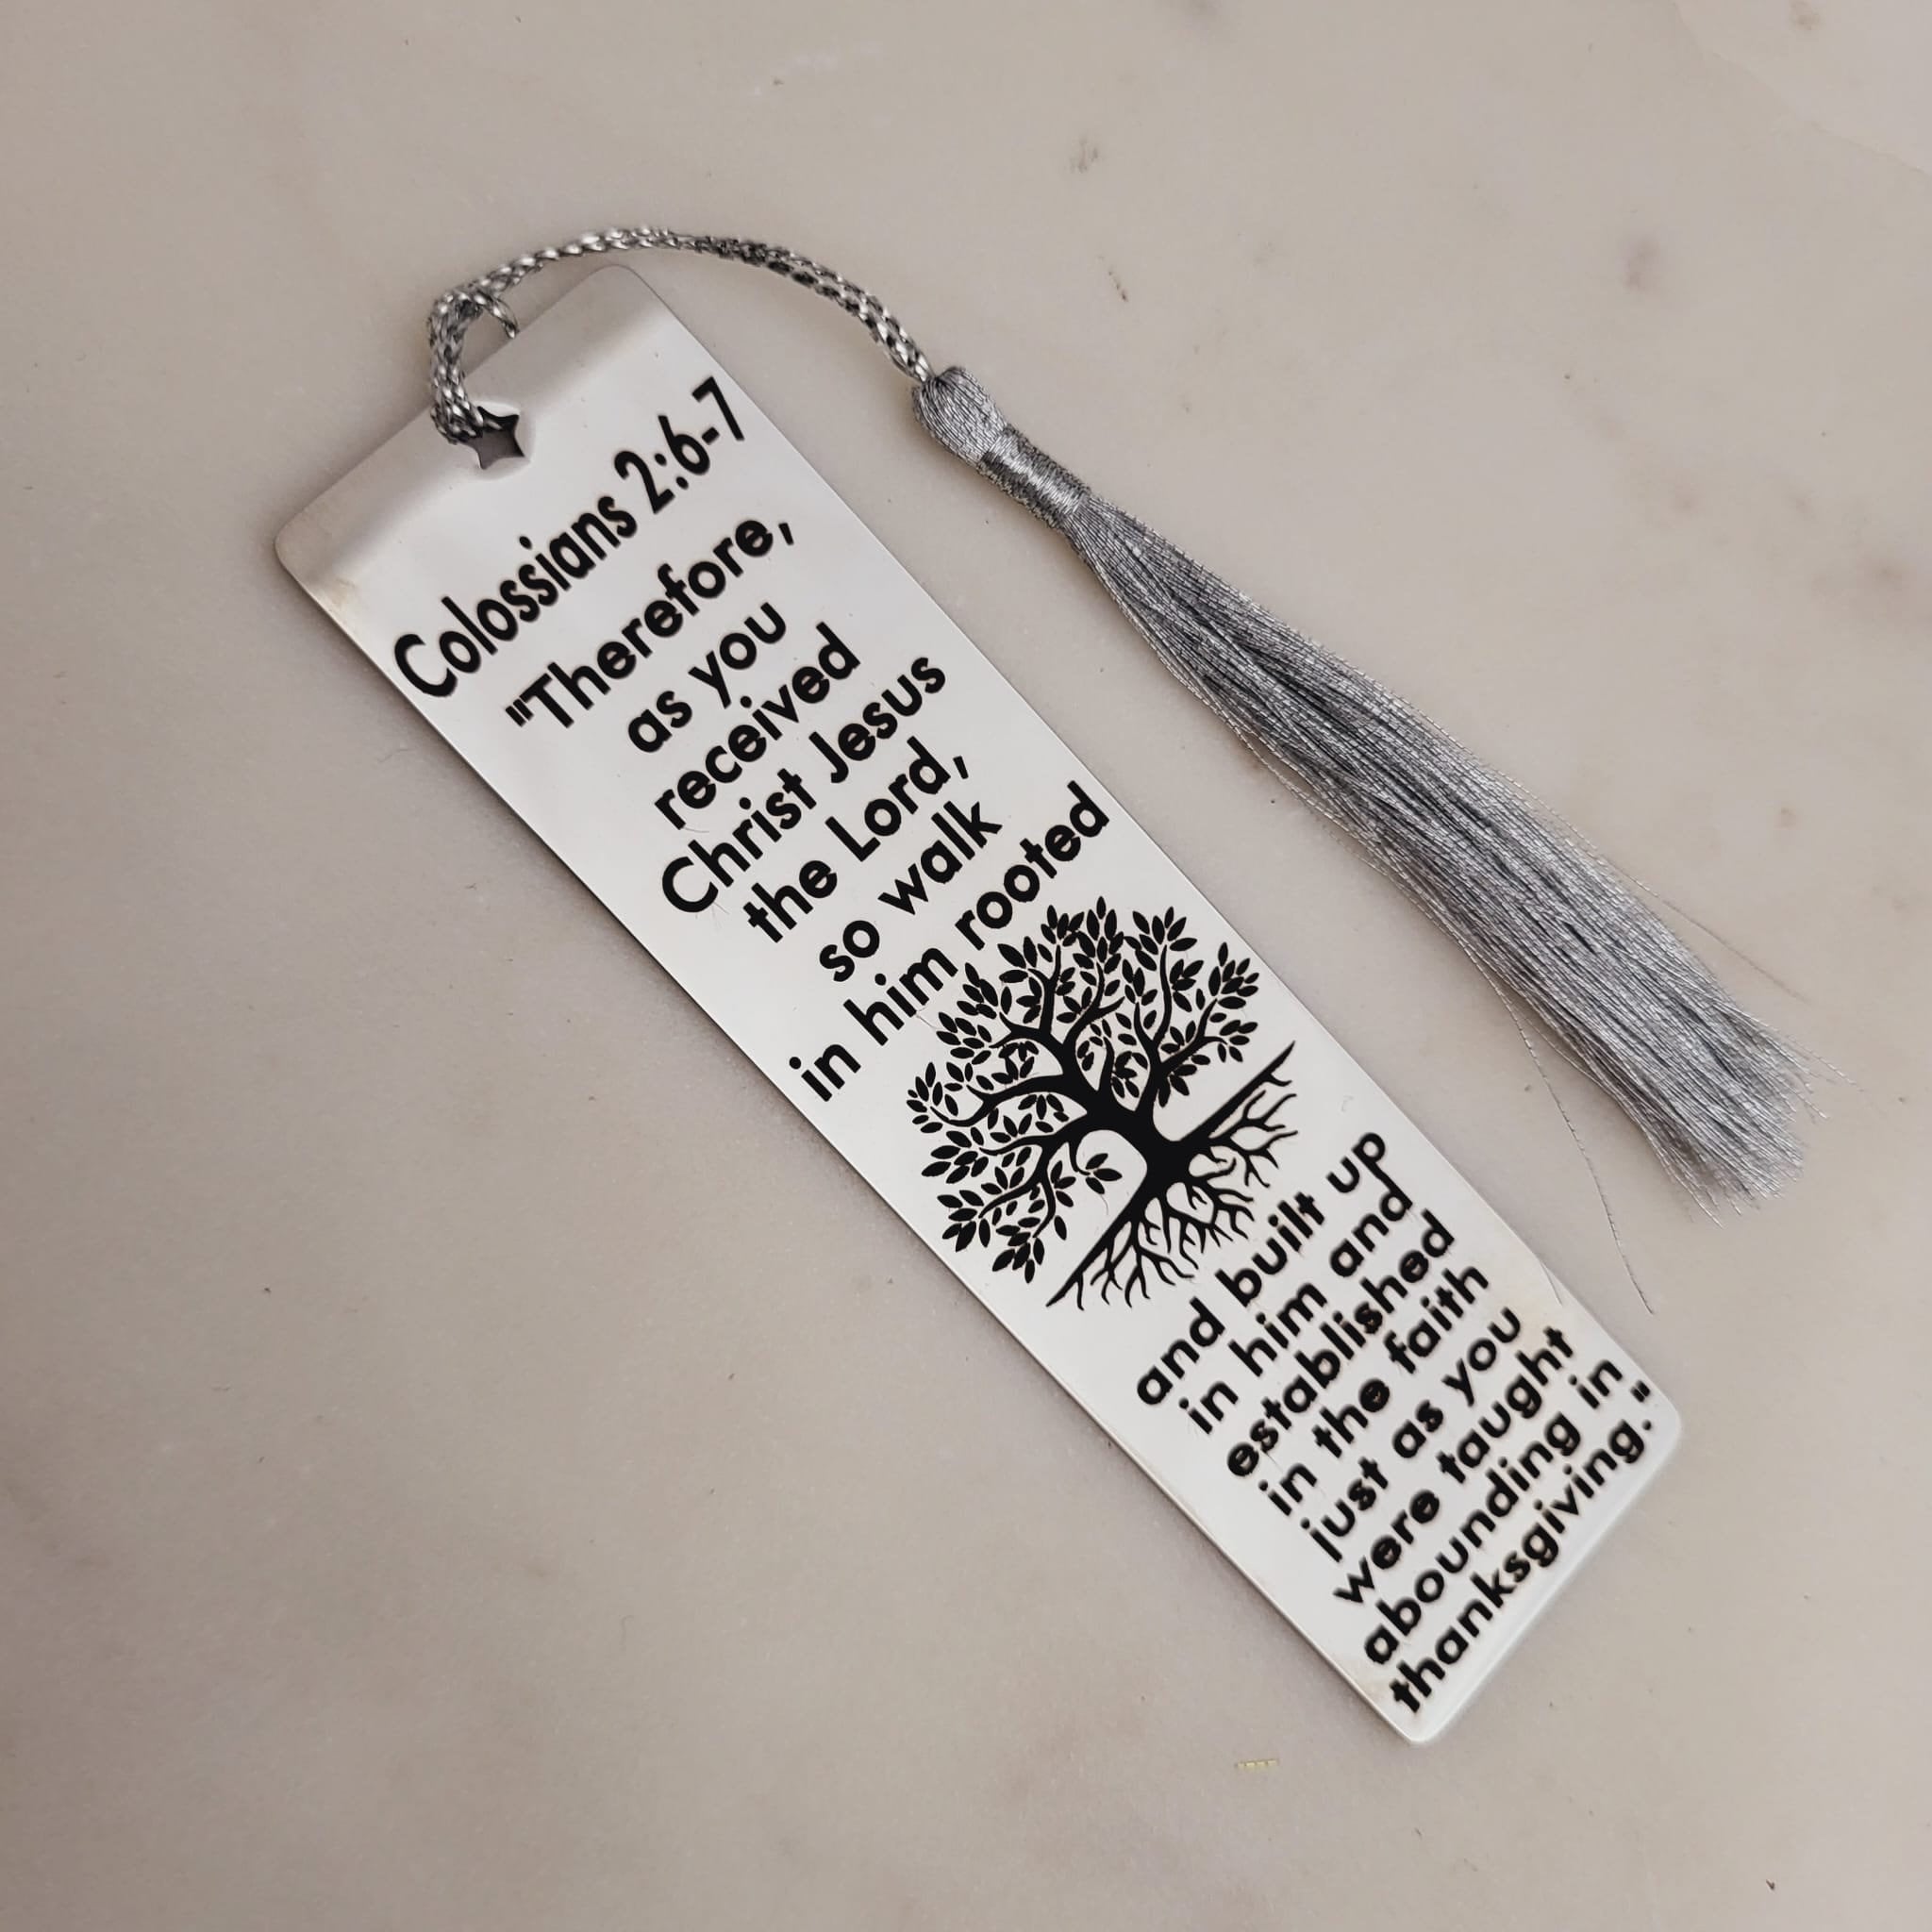 Colossians 2:6-7
"Therefore,
as you
received
Christ Jesus
the Lord,
so walk
in him rooted
and built up
in him and
established
in the faith
just as you
were taught
abounding in
thanksgiving."